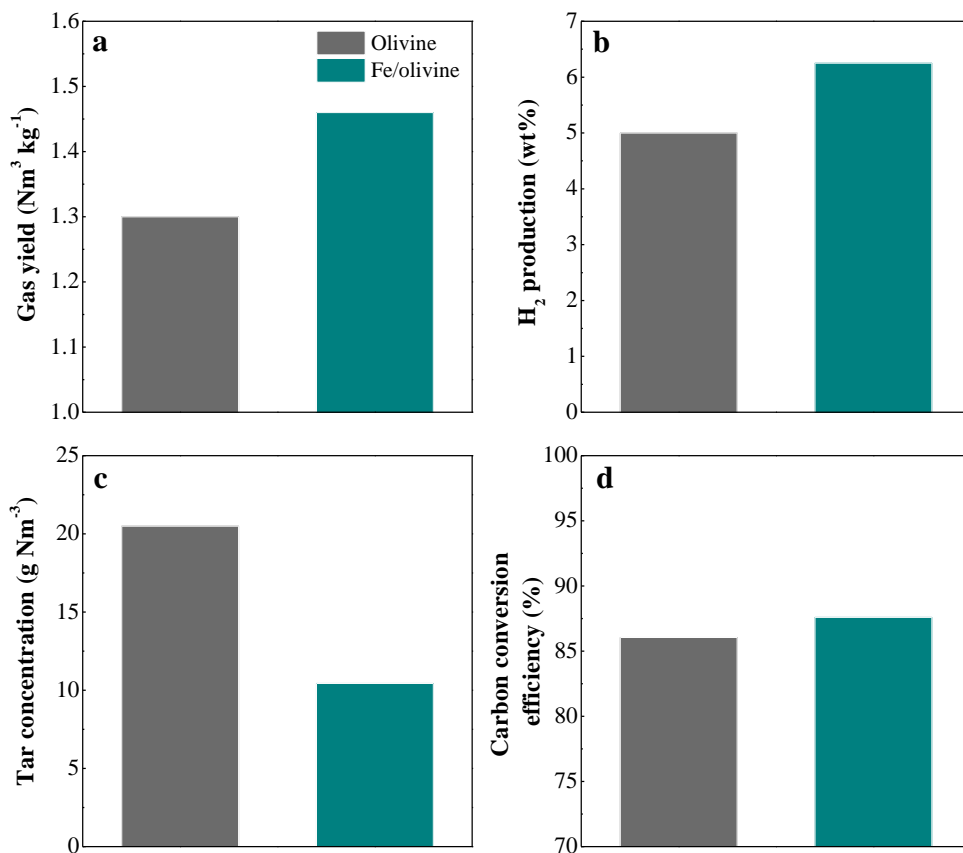 a
Olivine
Fe/olivine
Gas yield (Nm³ kg⁻¹)
1.6
1.5
1.4
1.3
1.2
1.1
1.0
b
H₂ production (wt%)
7
6
5
4
3
2
1
0
c
Tar concentration (g Nm⁻³)
25
20
15
10
5
0
d
Carbon conversion
efficiency (%)
100
95
90
85
80
75
70